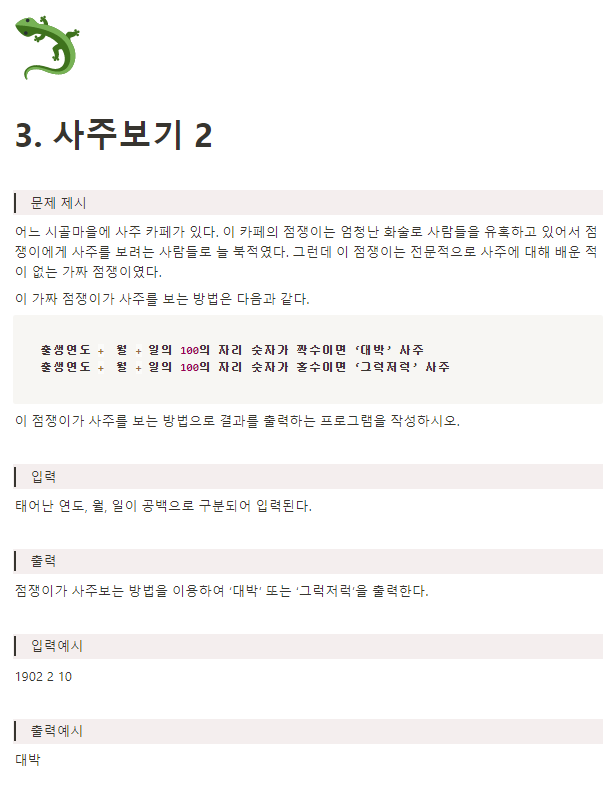 3. 사주보기 2
문제 제시
어느 시골마을에 사주 카페가 있다. 이 카페의 점쟁이는 엄청난 화술로 사람들을 유혹하고 있어서 점
쟁이에게 사주를 보려는 사람들로 늘 북적였다. 그런데 이 점쟁이는 전문적으로 사주에 대해 배운 적
이 없는 가짜 점쟁이였다.
이 가짜 점쟁이가 사주를 보는 방법은 다음과 같다.
출생연도 + 월 + 일의 100의 자리 숫자가 짝수이면 ‘대박’ 사주
출생연도 + 월 + 일의 100의 자리 숫자가 홀수이면 ‘그럭저럭’ 사주
이 점쟁이가 사주를 보는 방법으로 결과를 출력하는 프로그램을 작성하시오.
입력
태어난 연도, 월, 일이 공백으로 구분되어 입력된다.
출력
점쟁이가 사주보는 방법을 이용하여 ‘대박’ 또는 ‘그럭저럭’을 출력한다.
입력예시
1902 2 10
출력예시
대박